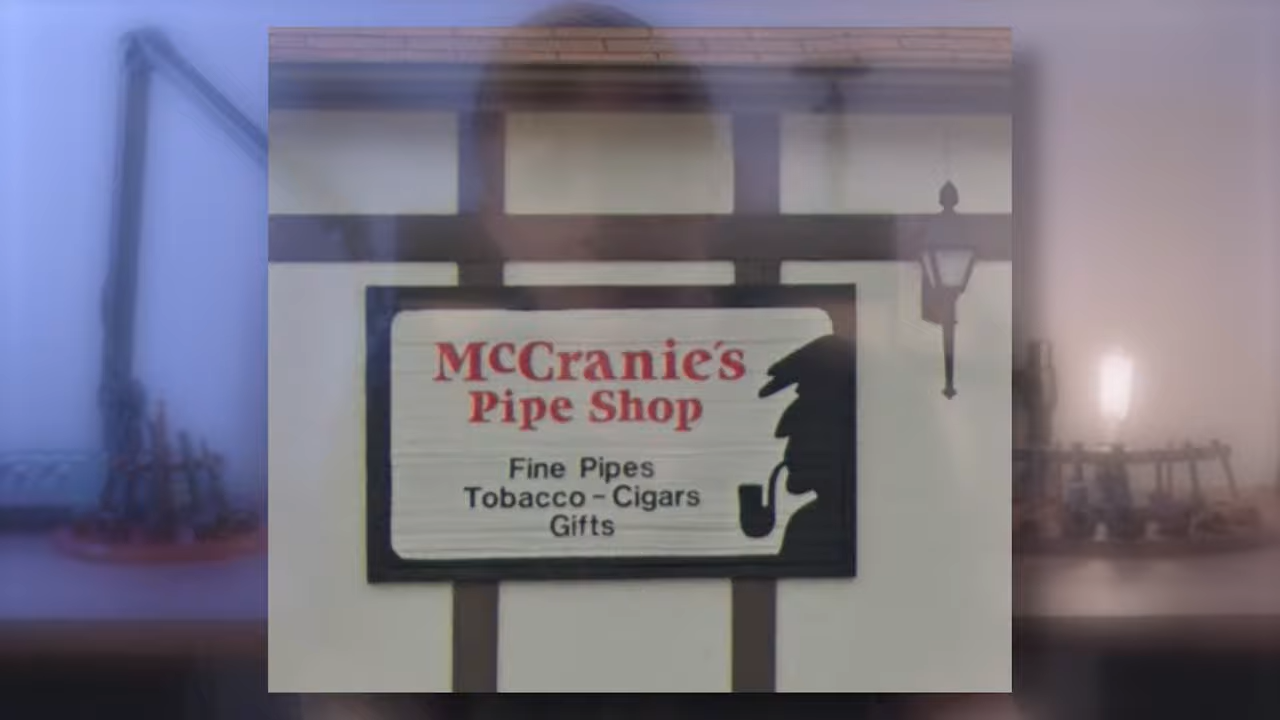 McCranie's
Pipe Shop
Fine Pipes
Tobacco - Cigars
Gifts